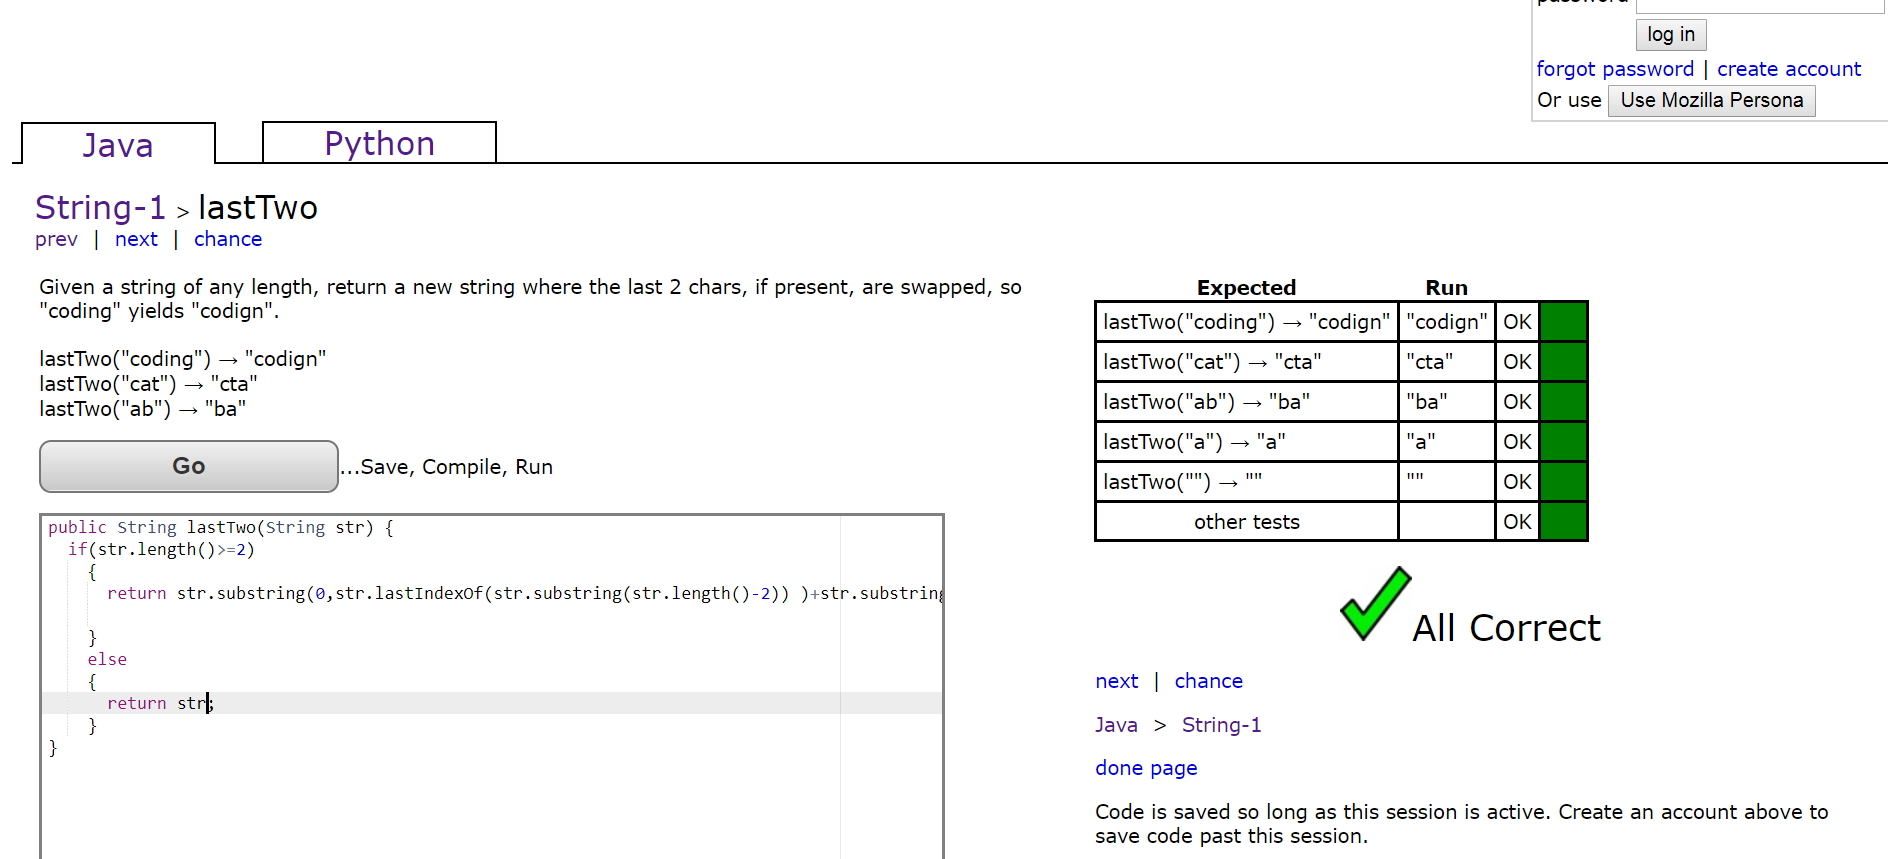 password
log in
forgot password | create account
Or use Use Mozilla Persona
Java Python
String-1 > lastTwo
prev | next | chance
Given a string of any length, return a new string where the last 2 chars, if present, are swapped, so
"coding" yields "codign".
lastTwo("coding") → "codign"
lastTwo("cat") → "cta"
lastTwo("ab") → "ba"
Go ...Save, Compile, Run
public String lastTwo(String str) {
if(str.length()>=2)
{
return str.substring(0,str.lastIndexOf(str.substring(str.length()-2)) )+str.substring
}
else
{
return str;
}
}
Expected Run
lastTwo("coding") → "codign" "codign" OK
lastTwo("cat") → "cta" "cta" OK
lastTwo("ab") → "ba" "ba" OK
lastTwo("a") → "a" "a" OK
lastTwo("") → "" "" OK
other tests OK
All Correct
next | chance
Java > String-1
done page
Code is saved so long as this session is active. Create an account above to
save code past this session.